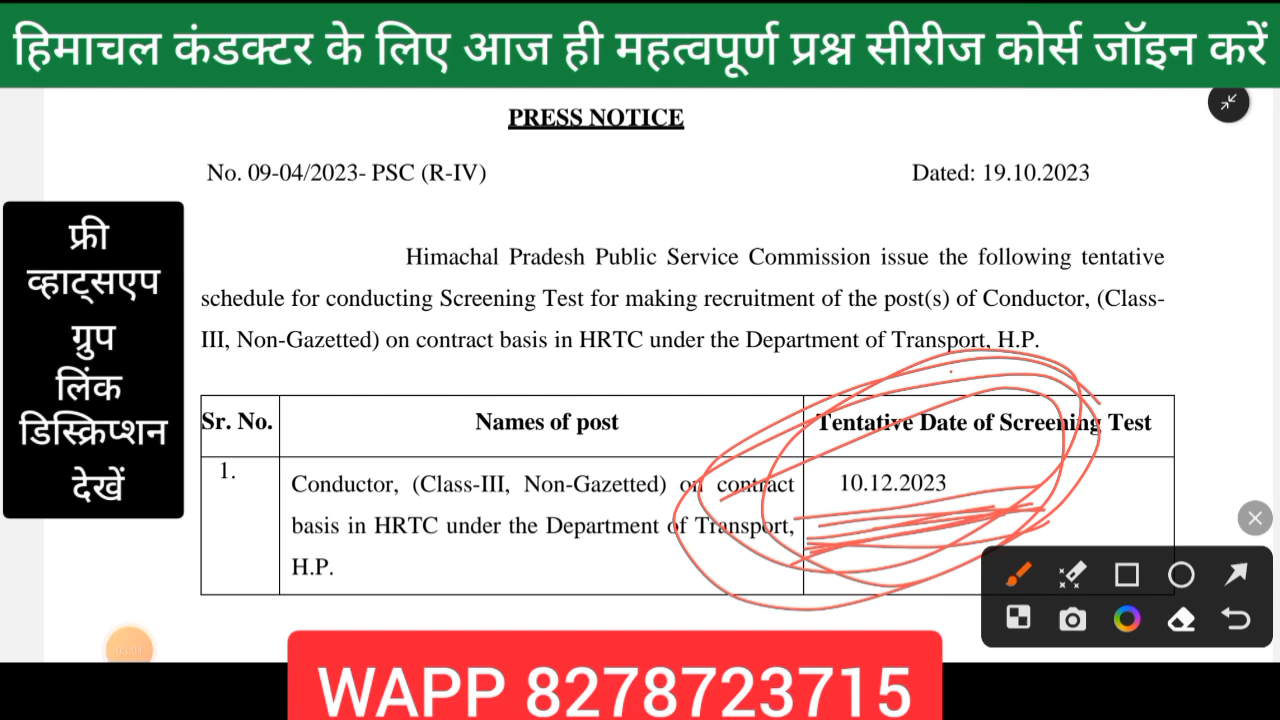 हिमाचल कंडक्टर के लिए आज ही महत्वपूर्ण प्रश्न सीरीज कोर्स जॉइन करें
PRESS NOTICE
No. 09-04/2023- PSC (R-IV)
Dated: 19.10.2023
फ्री
व्हाट्सएप
ग्रुप
लिंक
डिस्क्रिप्शन
देखें
Himachal Pradesh Public Service Commission issue the following tentative
schedule for conducting Screening Test for making recruitment of the post(s) of Conductor, (Class-
III, Non-Gazetted) on contract basis in HRTC under the Department of Transport, H.P.
Sr. No.
Names of post
Tentative Date of Screening Test
1.
Conductor, (Class-III, Non-Gazetted) on contract
basis in HRTC under the Department of Transport,
H.P.
10.12.2023
03:01
WAPP 8278723715